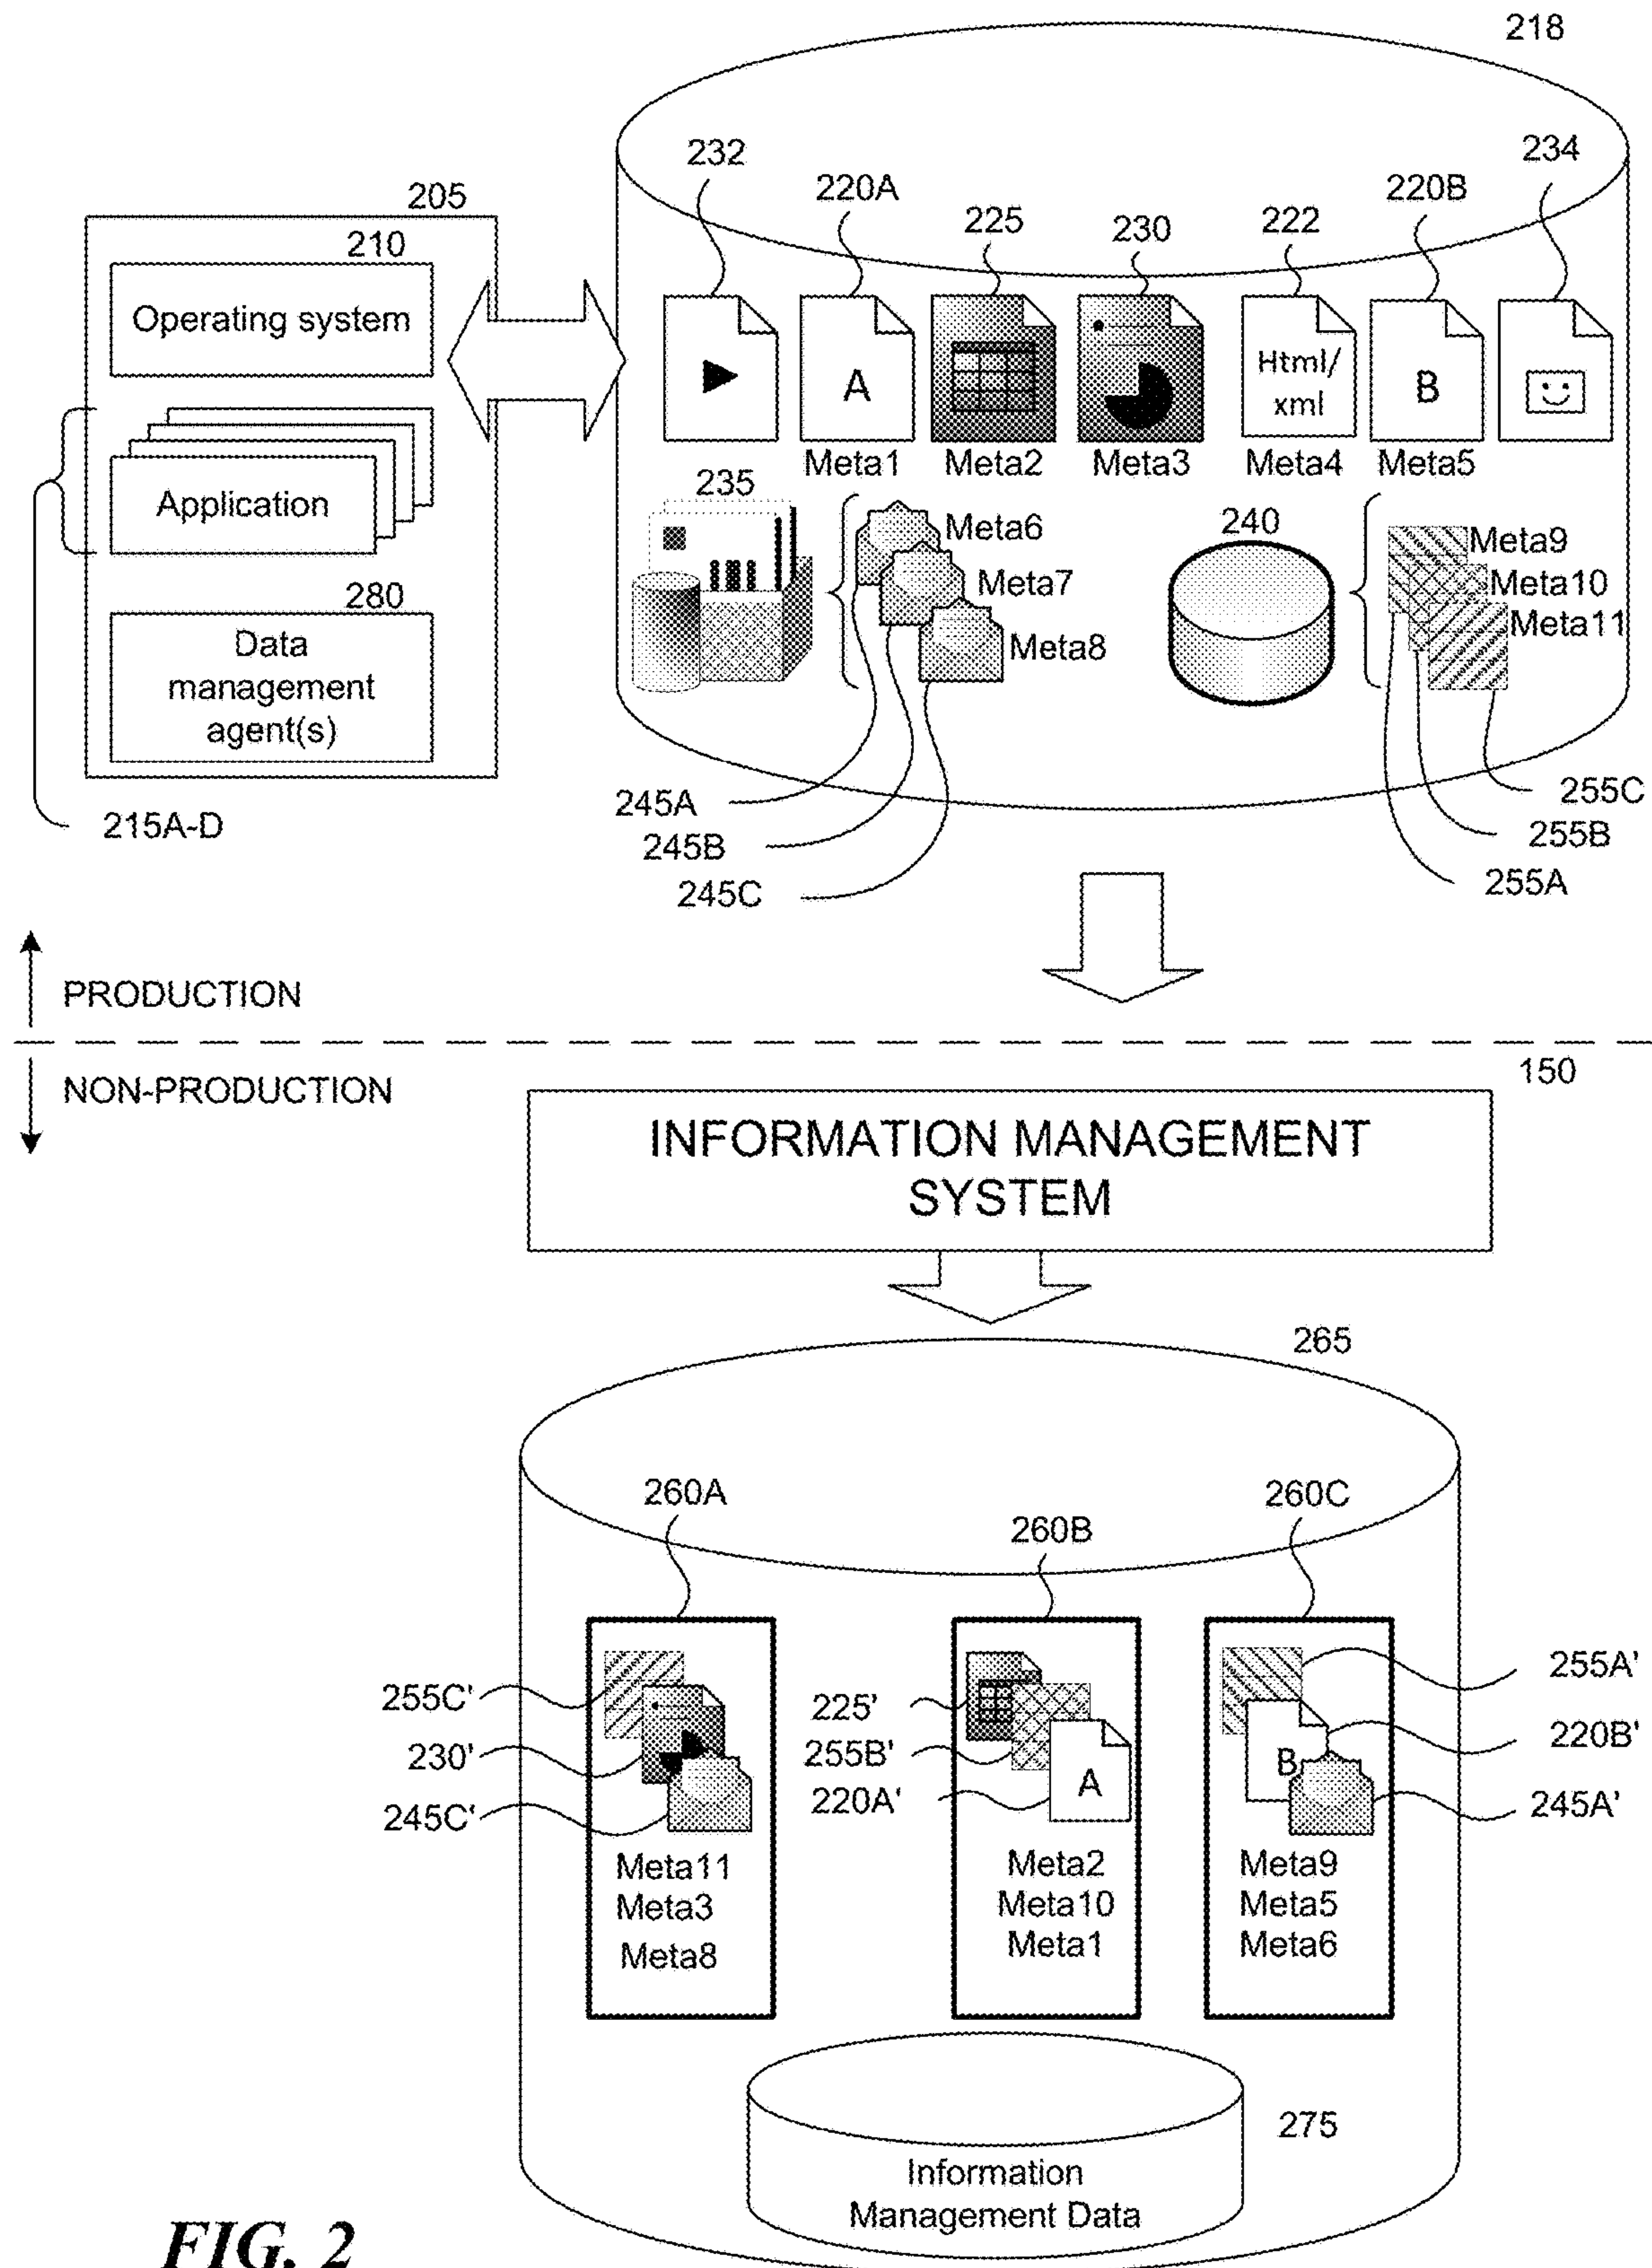 218
232
234
220A
220B
205
225
230
222
210
Operating system
Html/
xml
A
B
Meta1
Meta2
Meta3
Meta4
Meta5
235
Application
240
Meta6
Meta9
Meta7
Meta10
280
Meta11
Data
management
agent(s)
Meta8
245A
255C
215A-D
245B
255B
245C
255A
PRODUCTION
NON-PRODUCTION
150
INFORMATION MANAGEMENT
SYSTEM
265
260A
260B
260C
255C'
230'
245C'
225'
255B'
220A'
A
255A'
220B'
B
245A'
Meta11
Meta3
Meta8
Meta2
Meta10
Meta1
Meta9
Meta5
Meta6
275
Information
Management Data
FIG. 2